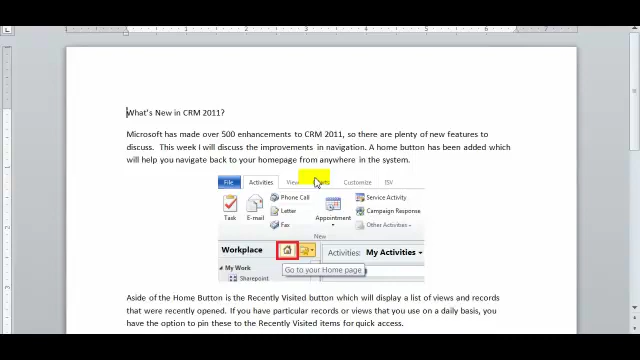 What's New in CRM 2011?
Microsoft has made over 500 enhancements to CRM 2011, so there are plenty of new features to
discuss. This week I will discuss the improvements in navigation. A home button has been added which
will help you navigate back to your homepage from anywhere in the system.
File Activities View Customize ISV
Phone Call Service Activity
Letter Campaign Response
Task E-mail Fax Appointment Other Activities
New
Workplace Activities: My Activities
Go to your Home page
My Work
Sharepoint
Aside of the Home Button is the Recently Visited button which will display a list of views and records
that were recently opened. If you have particular records or views that you use on a daily basis, you
have the option to pin these to the Recently Visited items for quick access.